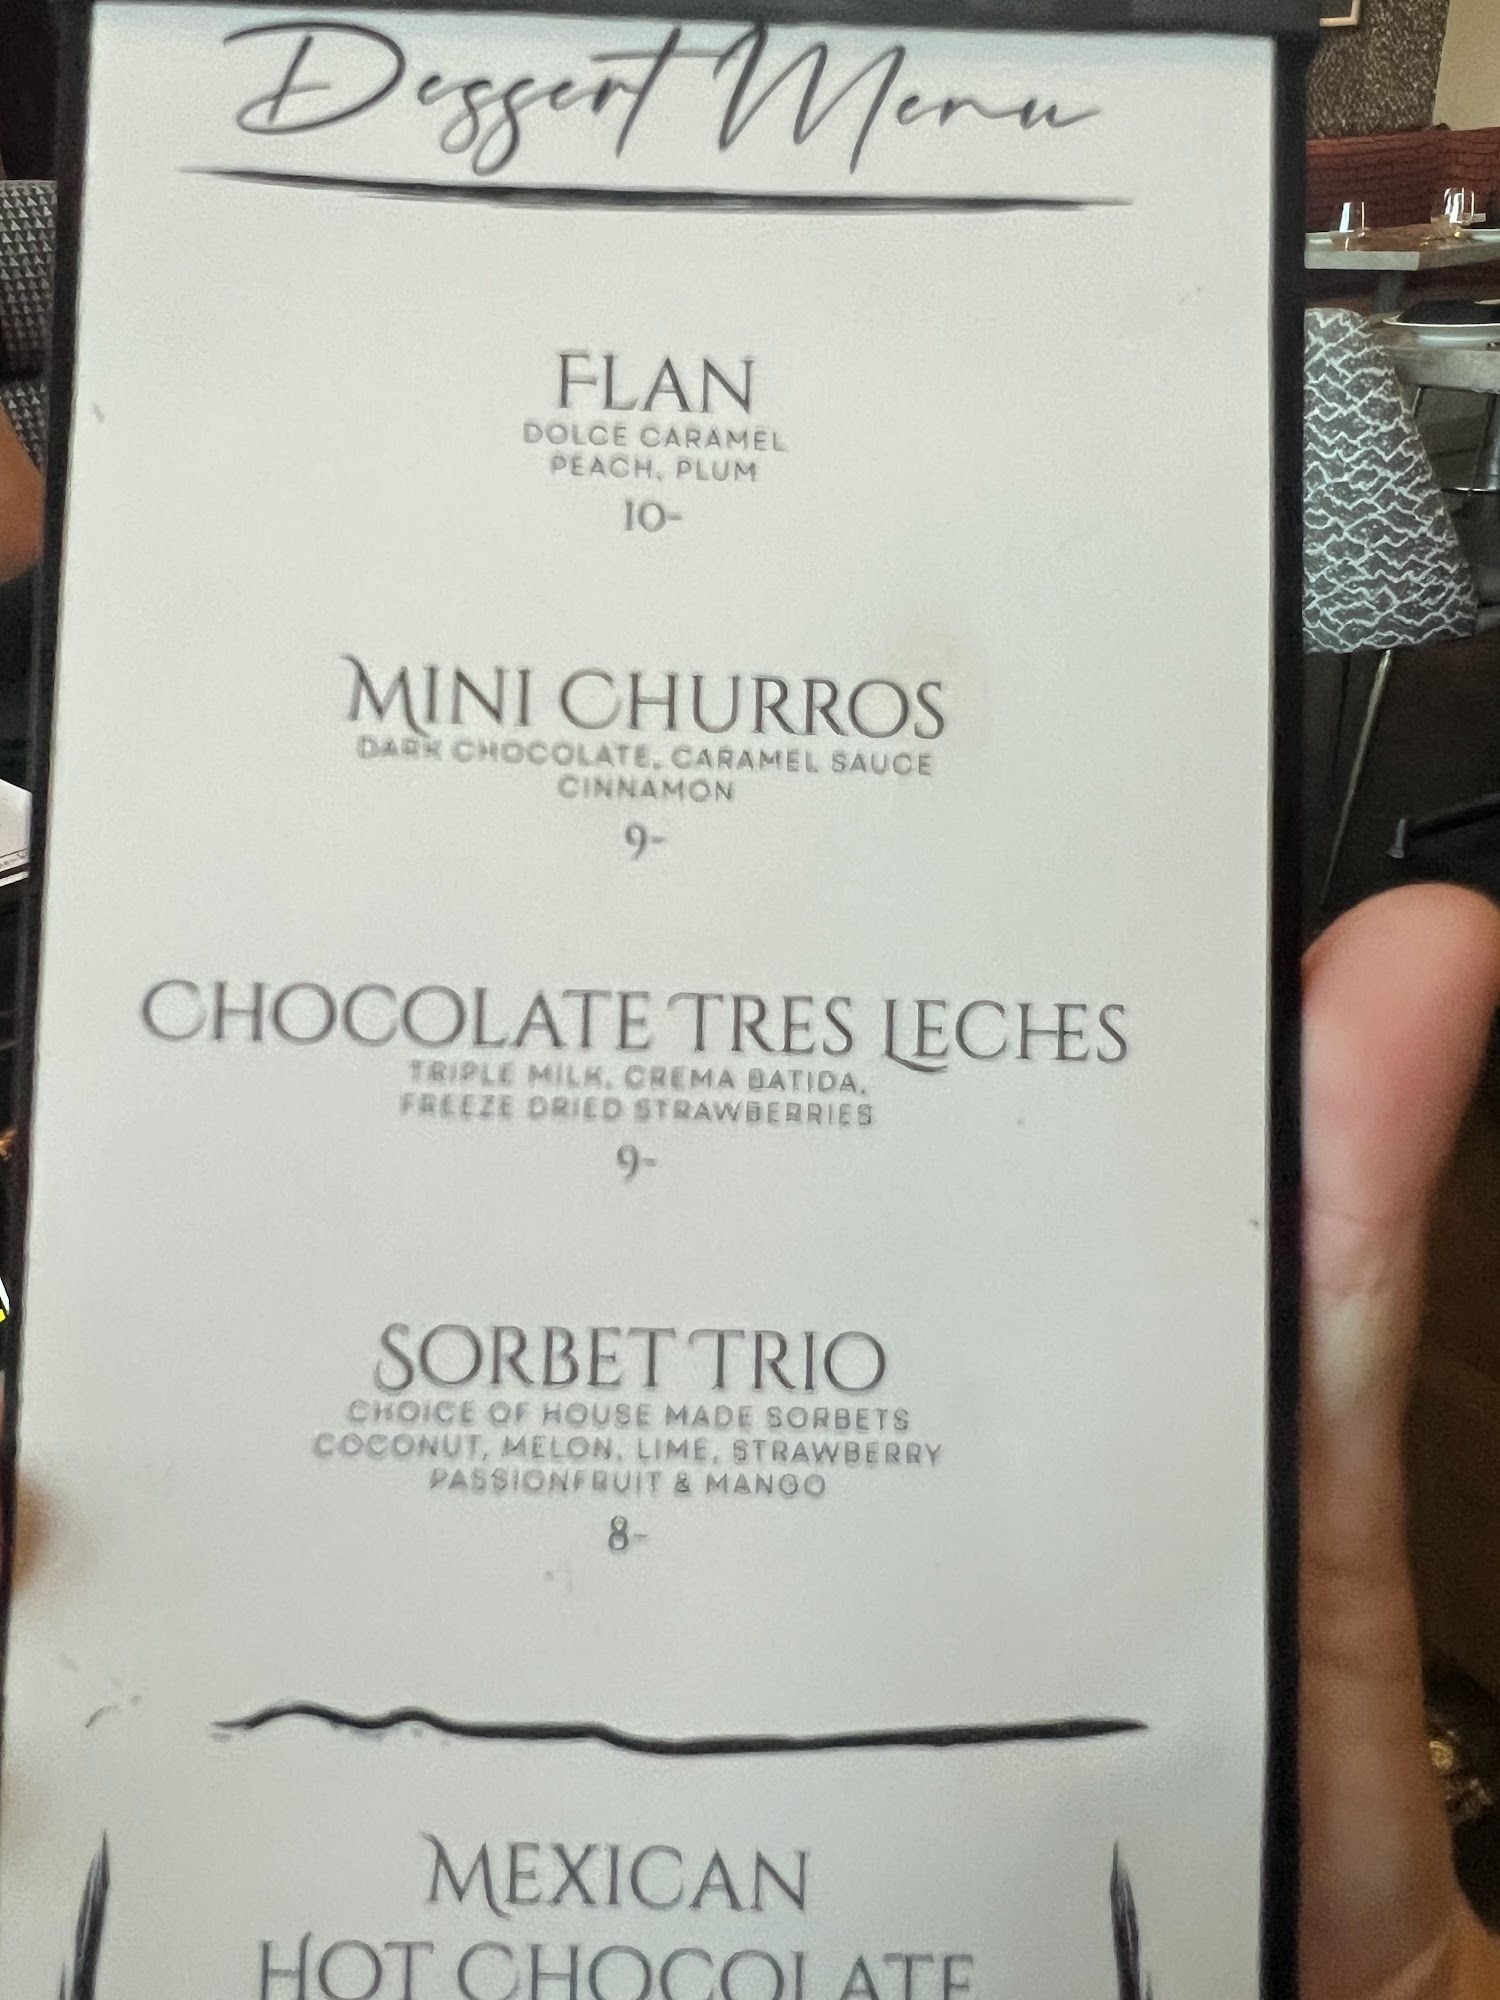 Dessert Menu
FLAN
DOLCE CARAMEL
PEACH, PLUM
10-
MINI CHURROS
DARK CHOCOLATE, CARAMEL SAUCE
CINNAMON
9-
CHOCOLATE TRES LECHES
TRIPLE MILK, CREMA BATIDA,
FREEZE DRIED STRAWBERRIES
9-
SORBET TRIO
CHOICE OF HOUSE MADE SORBETS
COCONUT, MELON, LIME, STRAWBERRY
PASSIONFRUIT & MANGO
8-
MEXICAN
HOT CHOCOLATE